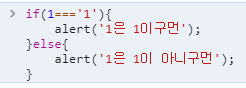 > if(1==='1'){
alert('1은 1이구먼');
}else{
alert('1은 1이 아니구먼');
}